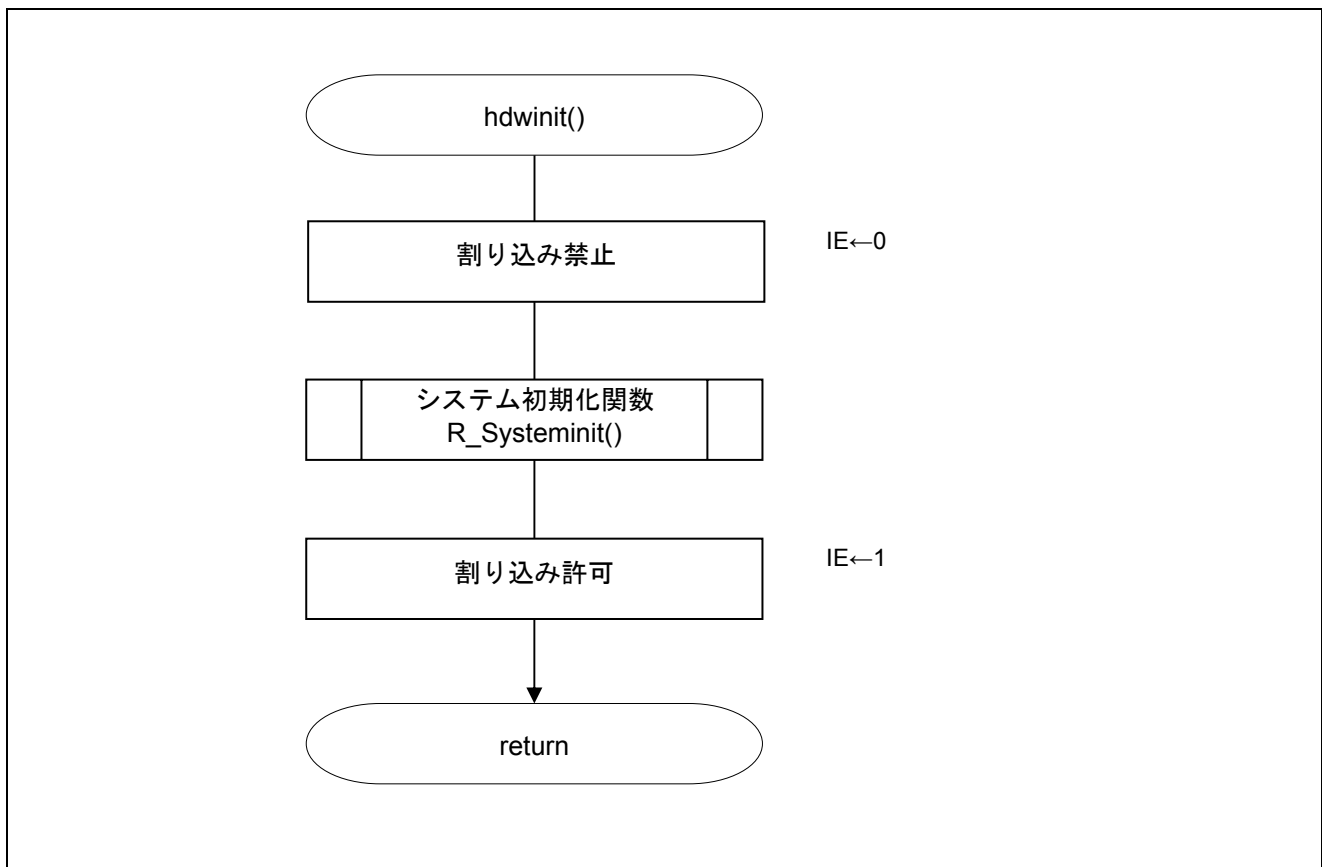 hdwinit()
割り込み禁止
IE←0
システム初期化関数
R_Systeminit()
割り込み許可
IE←1
return